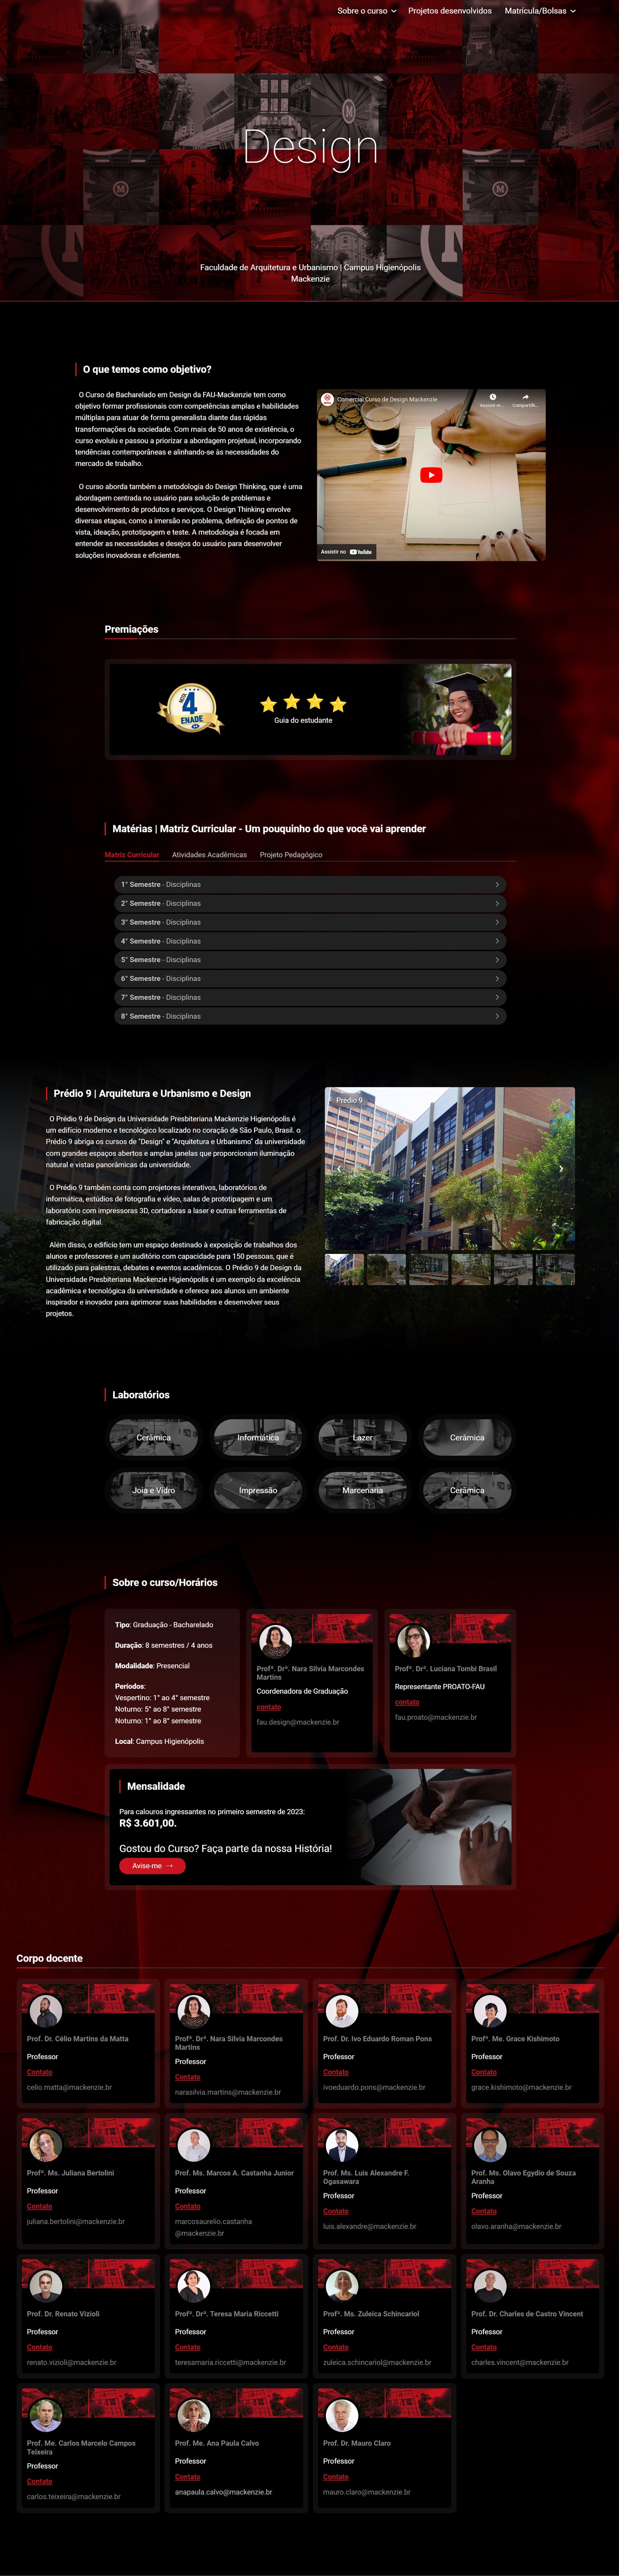 Sobre o curso
Projetos desenvolvidos
Matrícula/Bolsas
Design
Faculdade de Arquitetura e Urbanismo | Campus Higienópolis
Mackenzie
O que temos como objetivo?
O Curso de Bacharelado em Design da FAU-Mackenzie tem como
objetivo formar profissionais com competências amplas e habilidades
múltiplas para atuar de forma generalista diante das rápidas
transformações da sociedade. Com mais de 50 anos de existência, o
curso evoluiu e passou a priorizar a abordagem projetual, incorporando
tendências contemporâneas e alinhando-se às necessidades do
mercado de trabalho.
O curso aborda também a metodologia do Design Thinking, que é uma
abordagem centrada no usuário para solução de problemas e
desenvolvimento de produtos e serviços. O Design Thinking envolve
diversas etapas, como a imersão no problema, definição de pontos de
vista, ideação, prototipagem e teste. A metodologia é focada em
entender as necessidades e desejos do usuário para desenvolver
soluções inovadoras e eficientes.
Comercial Curso de Design Mackenzie
Assistir m...
Compartilh...
Assistir no YouTube
Premiações
4
ENADE
Guia do estudante
Matérias | Matriz Curricular - Um pouquinho do que você vai aprender
Matriz Curricular
Atividades Acadêmicas
Projeto Pedagógico
1° Semestre - Disciplinas
2° Semestre - Disciplinas
3° Semestre - Disciplinas
4° Semestre - Disciplinas
5° Semestre - Disciplinas
6° Semestre - Disciplinas
7° Semestre - Disciplinas
8° Semestre - Disciplinas
Prédio 9 | Arquitetura e Urbanismo e Design
O Prédio 9 de Design da Universidade Presbiteriana Mackenzie Higienópolis é
um edifício moderno e tecnológico localizado no coração de São Paulo, Brasil. o
Prédio 9 abriga os cursos de "Design" e "Arquitetura e Urbanismo" da universidade
com grandes espaços abertos e amplas janelas que proporcionam iluminação
natural e vistas panorâmicas da universidade.
O Prédio 9 também conta com projetores interativos, laboratórios de
informática, estúdios de fotografia e vídeo, salas de prototipagem e um
laboratório com impressoras 3D, cortadoras a laser e outras ferramentas de
fabricação digital.
Além disso, o edifício tem um espaço destinado à exposição de trabalhos dos
alunos e professores e um auditório com capacidade para 150 pessoas, que é
utilizado para palestras, debates e eventos acadêmicos. O Prédio 9 de Design da
Universidade Presbiteriana Mackenzie Higienópolis é um exemplo da excelência
acadêmica e tecnológica da universidade e oferece aos alunos um ambiente
inspirador e inovador para aprimorar suas habilidades e desenvolver seus
projetos.
Prédio 9
Laboratórios
Cerâmica
Informática
Lazer
Cerâmica
Joia e Vidro
Impressão
Marcenaria
Cerâmica
Sobre o curso/Horários
Tipo: Graduação - Bacharelado
Duração: 8 semestres / 4 anos
Modalidade: Presencial
Períodos:
Vespertino: 1° ao 4° semestre
Noturno: 5° ao 8° semestre
Noturno: 1° ao 8° semestre
Local: Campus Higienópolis
Profª. Drª. Nara Silvia Marcondes
Martins
Coordenadora de Graduação
contato
fau.design@mackenzie.br
Profª. Drª. Luciana Tombi Brasil
Representante PROATO-FAU
contato
fau.proato@mackenzie.br
Mensalidade
Para calouros ingressantes no primeiro semestre de 2023:
R$ 3.601,00.
Gostou do Curso? Faça parte da nossa História!
Avise-me
Corpo docente
Prof. Dr. Célio Martins da Matta
Professor
Contato
celio.matta@mackenzie.br
Profª. Drª. Nara Silvia Marcondes
Martins
Professor
Contato
narasilvia.martins@mackenzie.br
Prof. Dr. Ivo Eduardo Roman Pons
Professor
Contato
ivoeduardo.pons@mackenzie.br
Profª. Me. Grace Kishimoto
Professor
Contato
grace.kishimoto@mackenzie.br
Profª. Ms. Juliana Bertolini
Professor
Contato
juliana.bertolini@mackenzie.br
Prof. Ms. Marcos A. Castanha Junior
Professor
Contato
marcosaurelio.castanha
@mackenzie.br
Prof. Ms. Luis Alexandre F.
Ogasawara
Professor
Contato
luis.alexandre@mackenzie.br
Prof. Ms. Olavo Egydio de Souza
Aranha
Professor
Contato
olavo.aranha@mackenzie.br
Prof. Dr. Renato Vizioli
Professor
Contato
renato.vizioli@mackenzie.br
Profª. Drª. Teresa Maria Riccetti
Professor
Contato
teresamaria.riccetti@mackenzie.br
Profª. Ms. Zuleica Schincariol
Professor
Contato
zuleica.schincariol@mackenzie.br
Prof. Dr. Charles de Castro Vincent
Professor
Contato
charles.vincent@mackenzie.br
Prof. Me. Carlos Marcelo Campos
Teixeira
Professor
Contato
carlos.teixeira@mackenzie.br
Prof. Me. Ana Paula Calvo
Professor
Contato
anapaula.calvo@mackenzie.br
Prof. Dr. Mauro Claro
Professor
Contato
mauro.claro@mackenzie.br